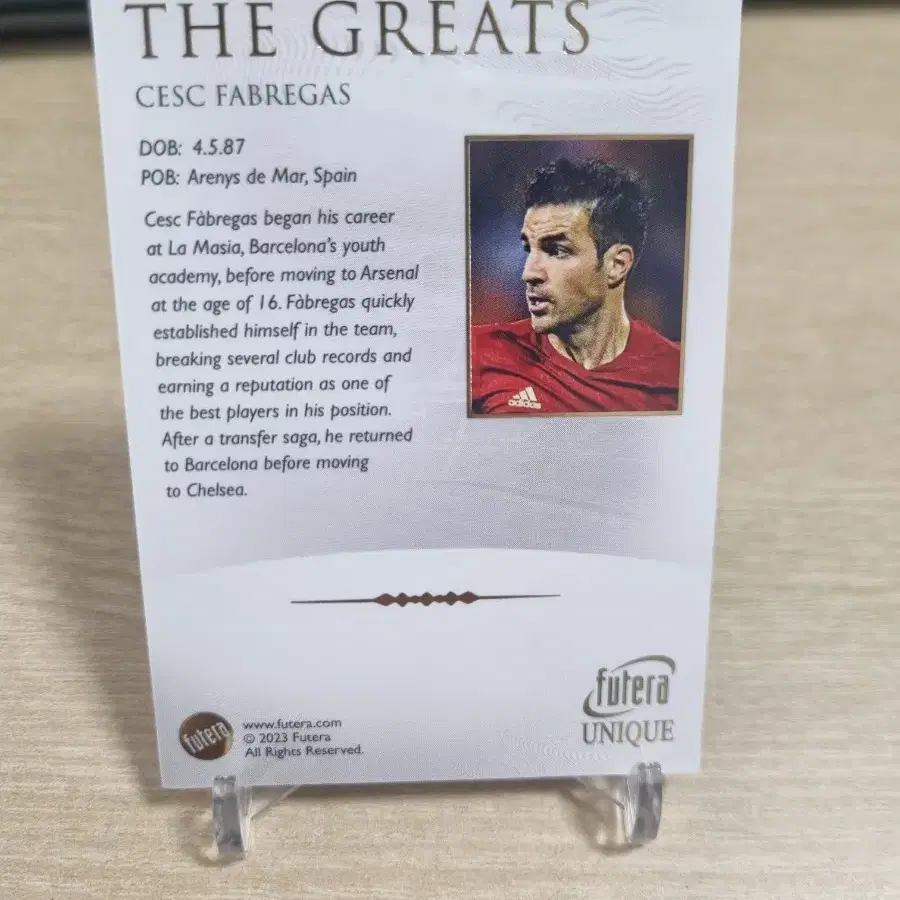 THE GREATS
CESC FABREGAS
DOB: 4.5.87
POB: Arenys de Mar, Spain
Cesc Fàbregas began his career
at La Masia, Barcelona's youth
academy, before moving to Arsenal
at the age of 16. Fàbregas quickly
established himself in the team,
breaking several club records and
earning a reputation as one of
the best players in his position.
After a transfer saga, he returned
to Barcelona before moving
to Chelsea.
adidas
futera
UNIQUE
futera
www.futera.com
© 2023 Futera
All Rights Reserved.